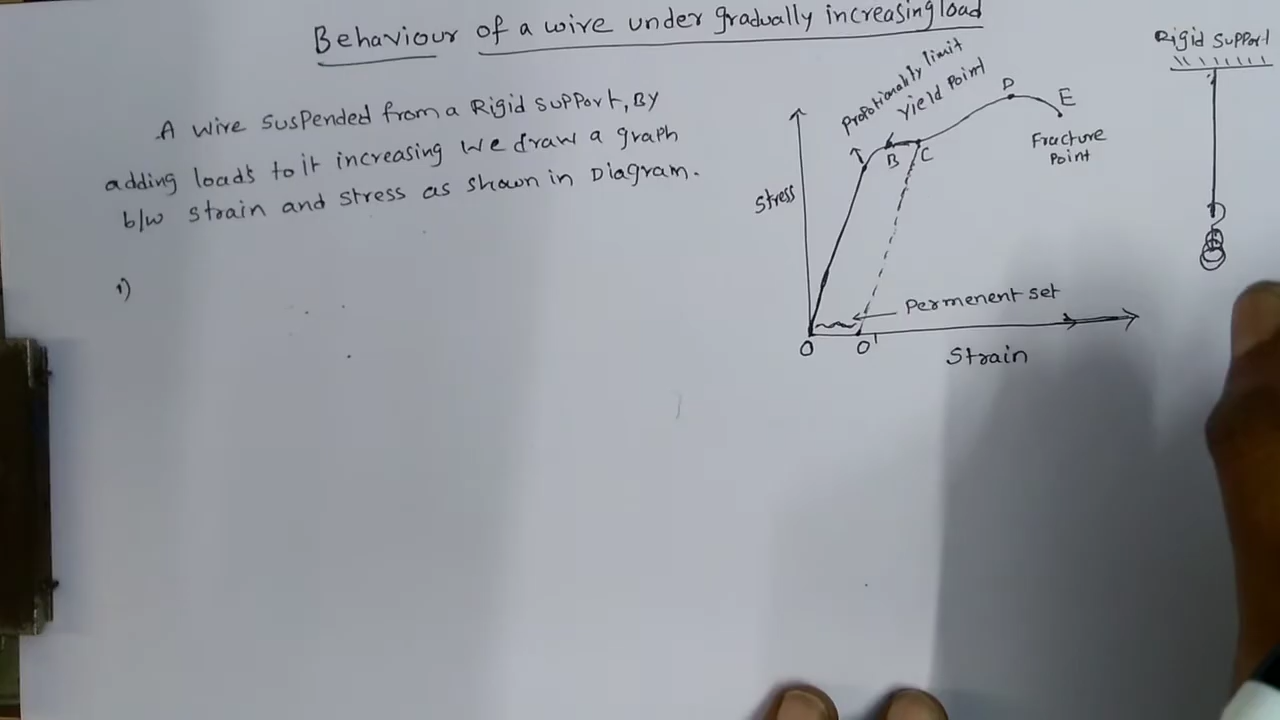 Behaviour of a wire under gradually increasing load
A wire suspended from a Rigid support, By
adding loads to it increasing we draw a graph
b/w strain and stress as shown in Diagram.
1)
Rigid support
Propotionality limit
yield point
D
E
Fracture
point
B
C
Stress
Permenent set
O
O'
Strain